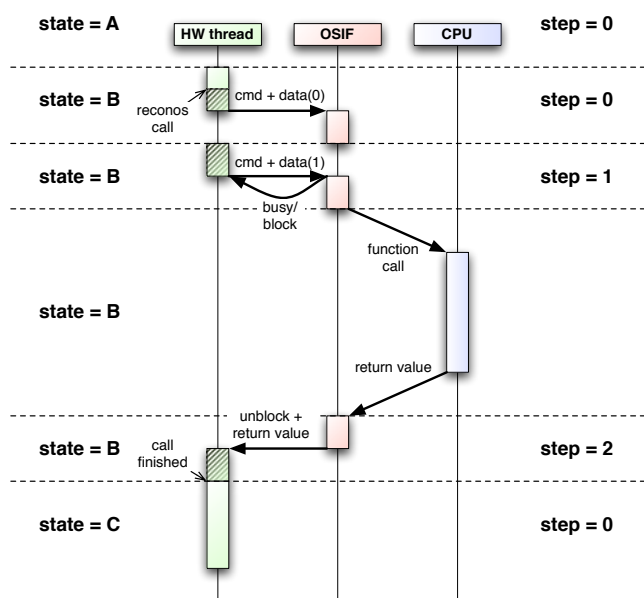 state = A
HW thread
OSIF
CPU
step = 0
state = B
reconos
call
cmd + data(0)
step = 0
state = B
cmd + data(1)
busy/
block
step = 1
function
call
state = B
return value
unblock +
return value
state = B
call
finished
step = 2
state = C
step = 0